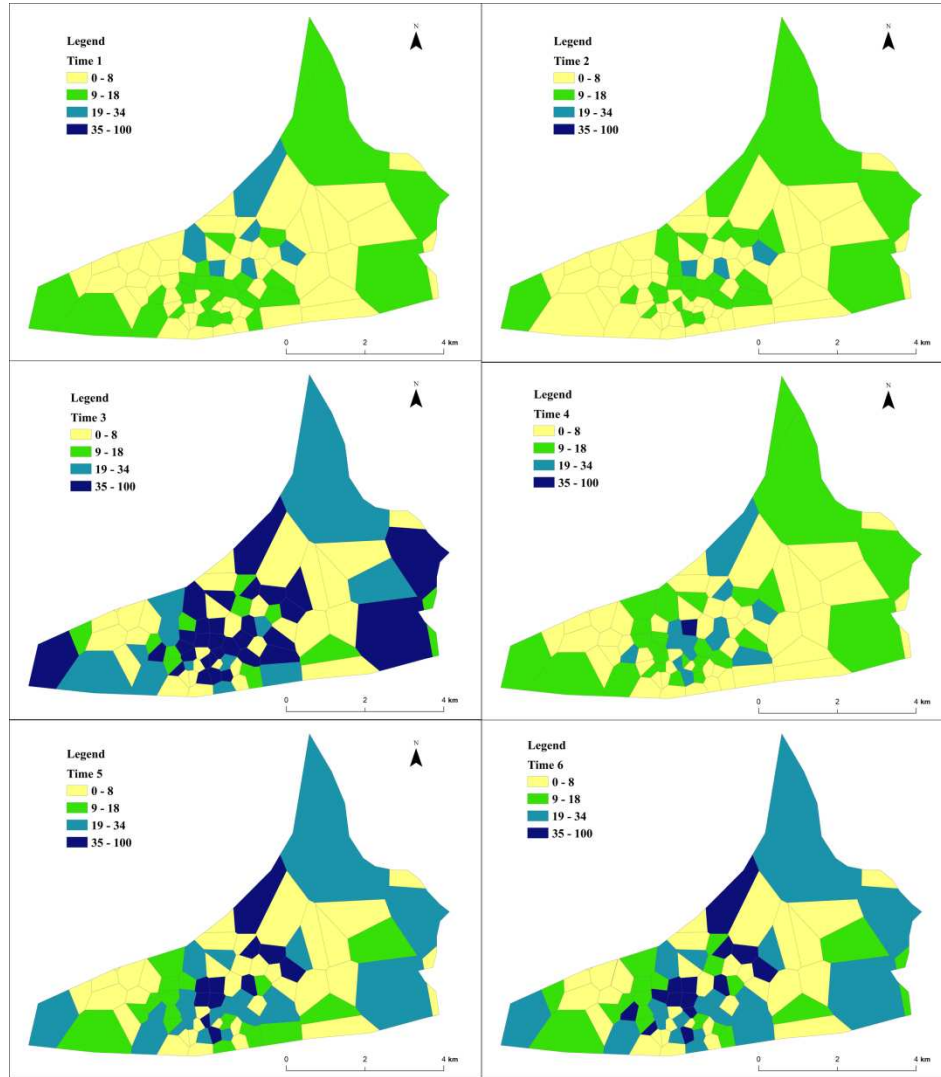 Legend
Time 1
0 - 8
9 - 18
19 - 34
35 - 100
N
0 2 4 km
Legend
Time 2
0 - 8
9 - 18
19 - 34
35 - 100
N
0 2 4 km
Legend
Time 3
0 - 8
9 - 18
19 - 34
35 - 100
N
0 2 4 km
Legend
Time 4
0 - 8
9 - 18
19 - 34
35 - 100
N
0 2 4 km
Legend
Time 5
0 - 8
9 - 18
19 - 34
35 - 100
N
0 2 4 km
Legend
Time 6
0 - 8
9 - 18
19 - 34
35 - 100
N
0 2 4 km